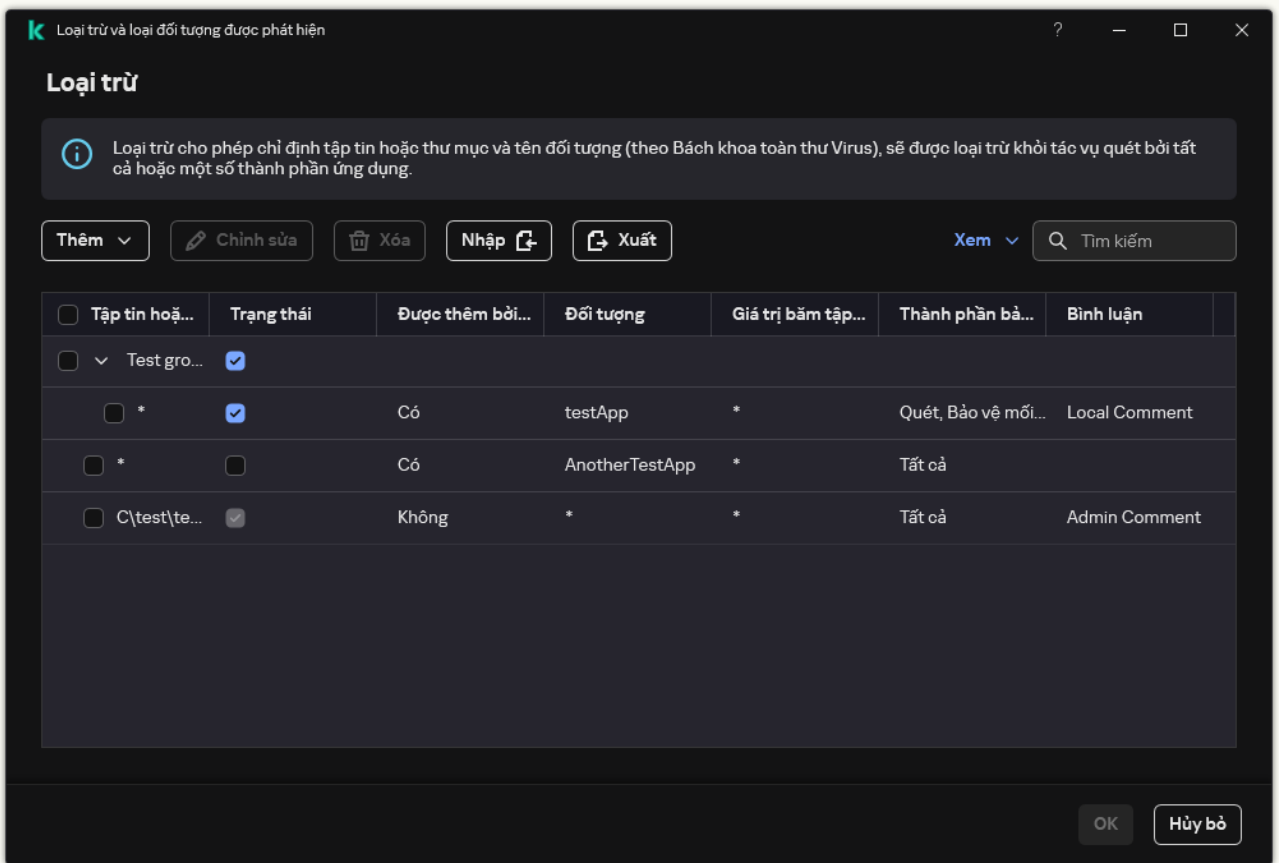 Loại trừ và loại đối tượng được phát hiện
Loại trừ
Loại trừ cho phép chỉ định tập tin hoặc thư mục và tên đối tượng (theo Bách khoa toàn thư Virus), sẽ được loại trừ khỏi tác vụ quét bởi tất
cả hoặc một số thành phần ứng dụng.
Thêm Chỉnh sửa Xóa Nhập Xuất Xem Tìm kiếm
Tập tin hoặ... Trạng thái Được thêm bởi... Đối tượng Giá trị băm tập... Thành phần bả... Bình luận
Test gro...
* Có testApp * Quét, Bảo vệ mối... Local Comment
* Có AnotherTestApp * Tất cả
C\test\te... Không * * Tất cả Admin Comment
OK Hủy bỏ